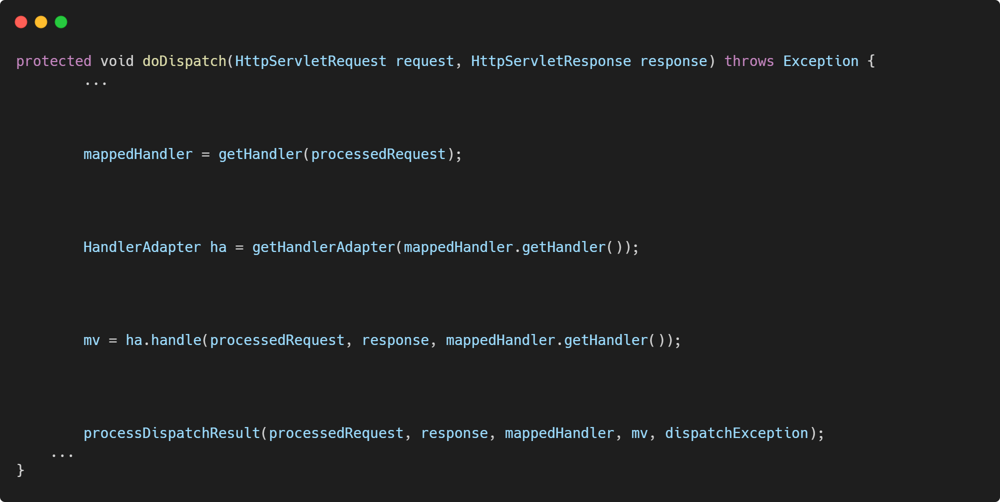 protected void doDispatch(HttpServletRequest request, HttpServletResponse response) throws Exception {
...
mappedHandler = getHandler(processedRequest);
HandlerAdapter ha = getHandlerAdapter(mappedHandler.getHandler());
mv = ha.handle(processedRequest, response, mappedHandler.getHandler());
processDispatchResult(processedRequest, response, mappedHandler, mv, dispatchException);
...
}